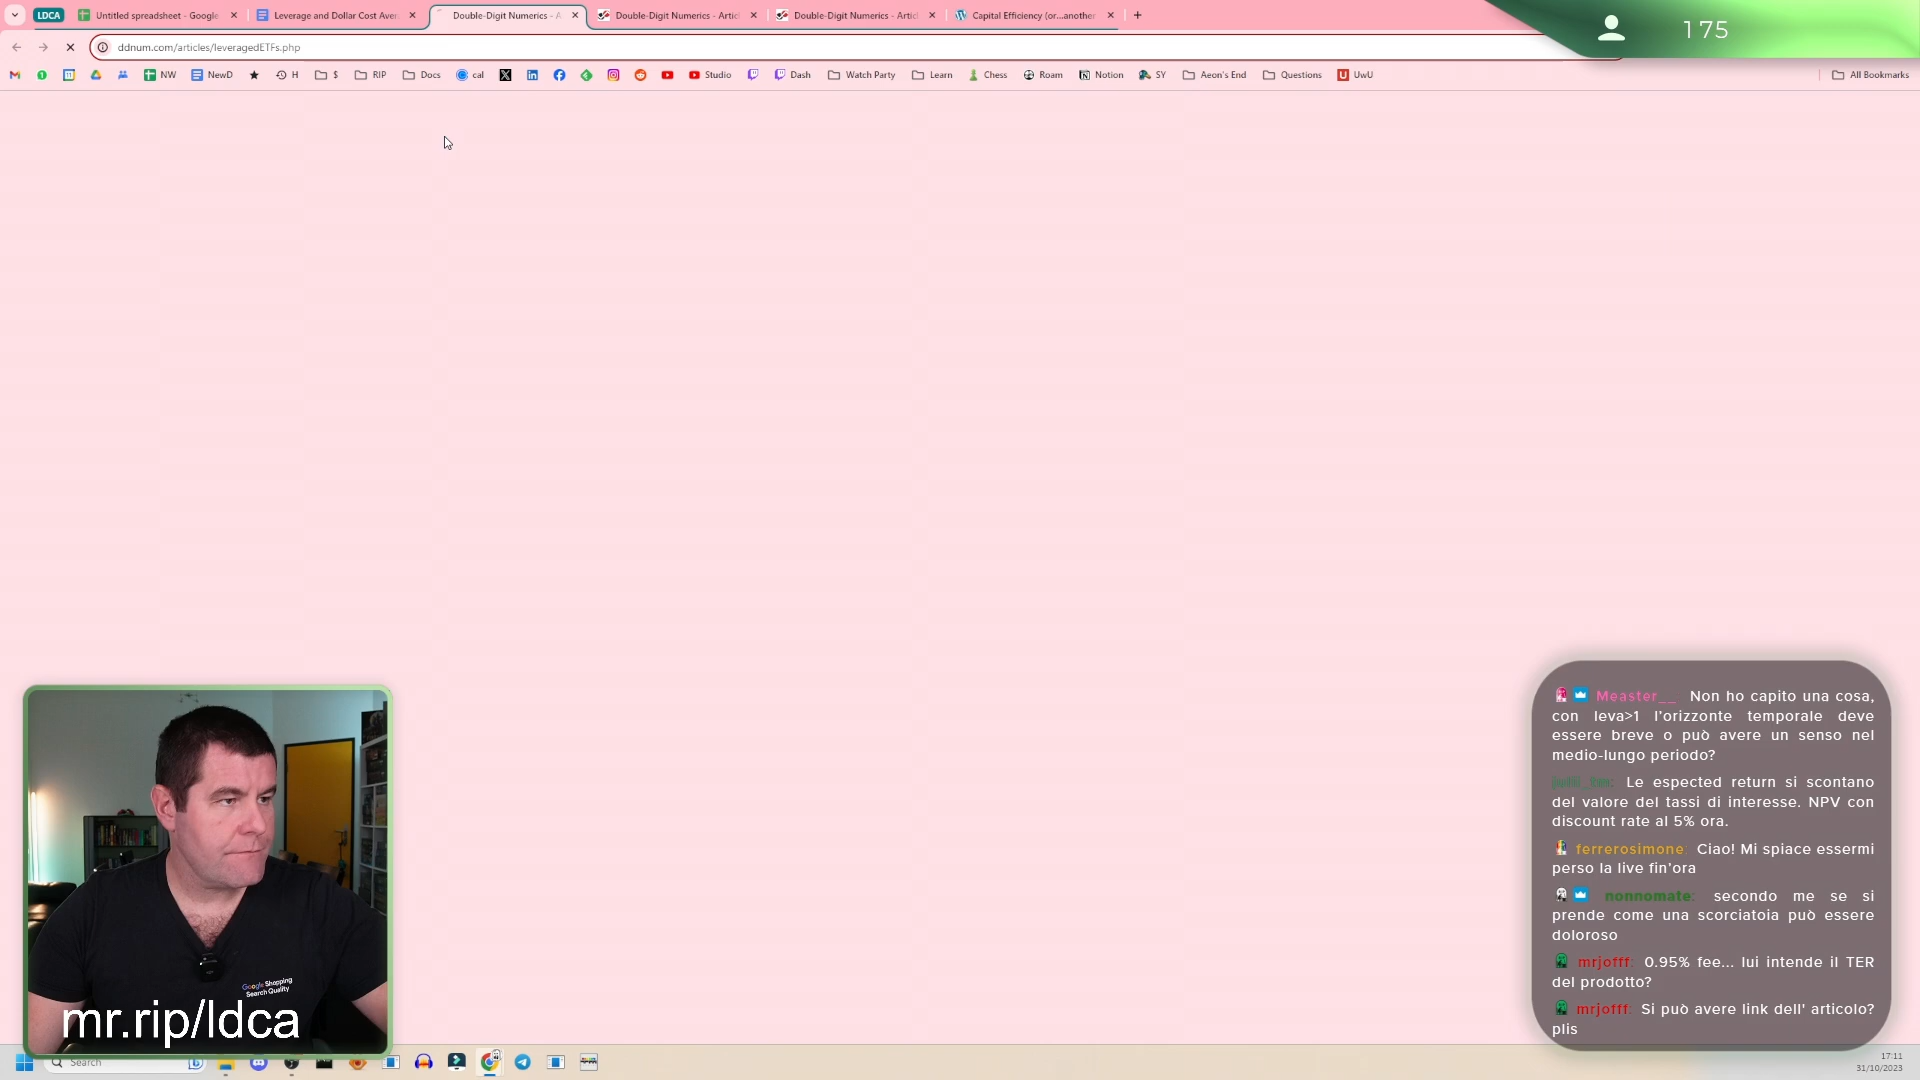 LDCA
Untitled spreadsheet - Google
Leverage and Dollar Cost Aver
Double-Digit Numerics - A
Double-Digit Numerics - Articl
Double-Digit Numerics - Articl
Capital Efficiency (or...another
175
ddnum.com/articles/leveragedETFs.php
NW
NewD
H
$
RIP
Docs
cal
Studio
Dash
Watch Party
Learn
Chess
Roam
Notion
SY
Aeon's End
Questions
UwU
All Bookmarks
Measter__ Non ho capito una cosa,
con leva>1 l'orizzonte temporale deve
essere breve o può avere un senso nel
medio-lungo periodo?
Le espected return si scontano
del valore del tassi di interesse. NPV con
discount rate al 5% ora.
ferrerosimone: Ciao! Mi spiace essermi
perso la live fin'ora
nonnomate: secondo me se si
prende come una scorciatoia può essere
doloroso
mrjofff: 0.95% fee... lui intende il TER
del prodotto?
mrjofff: Si può avere link dell' articolo?
plis
Google Shopping
Search Quality
mr.rip/ldca
Search
17:11
31/10/2023